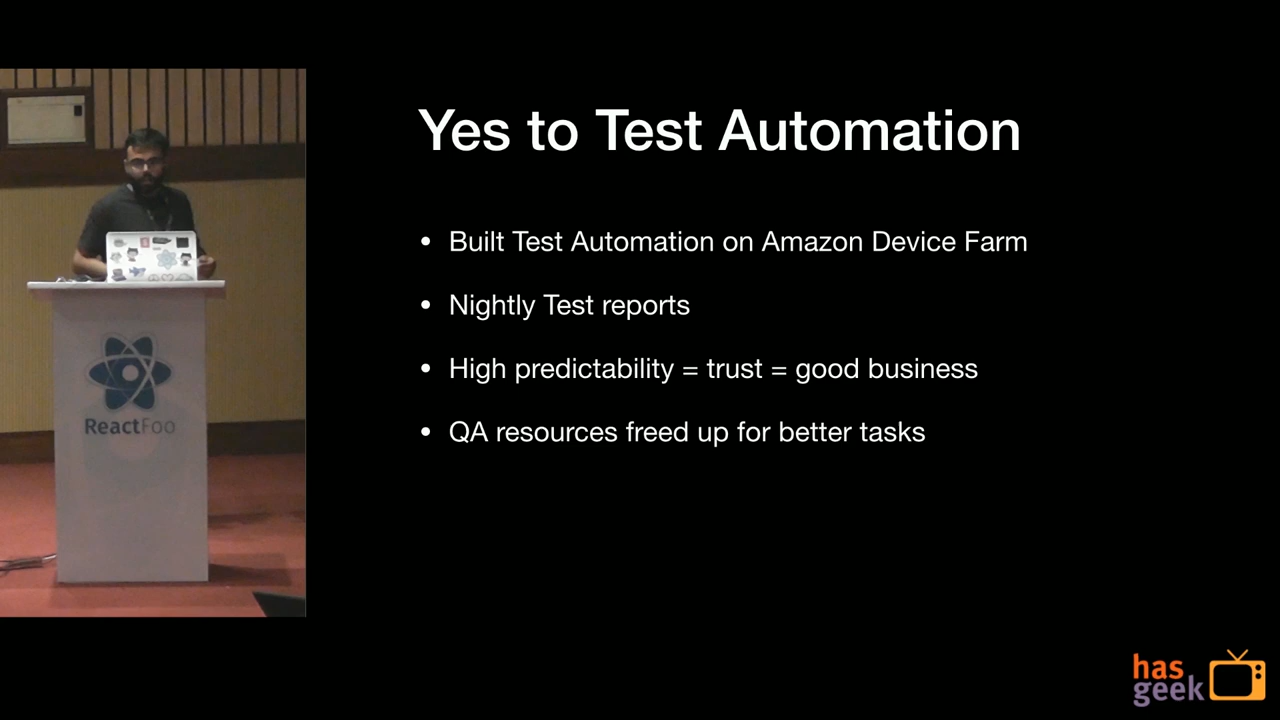 Yes to Test Automation
• Built Test Automation on Amazon Device Farm
• Nightly Test reports
• High predictability = trust = good business
• QA resources freed up for better tasks
ReactFoo
has
geek